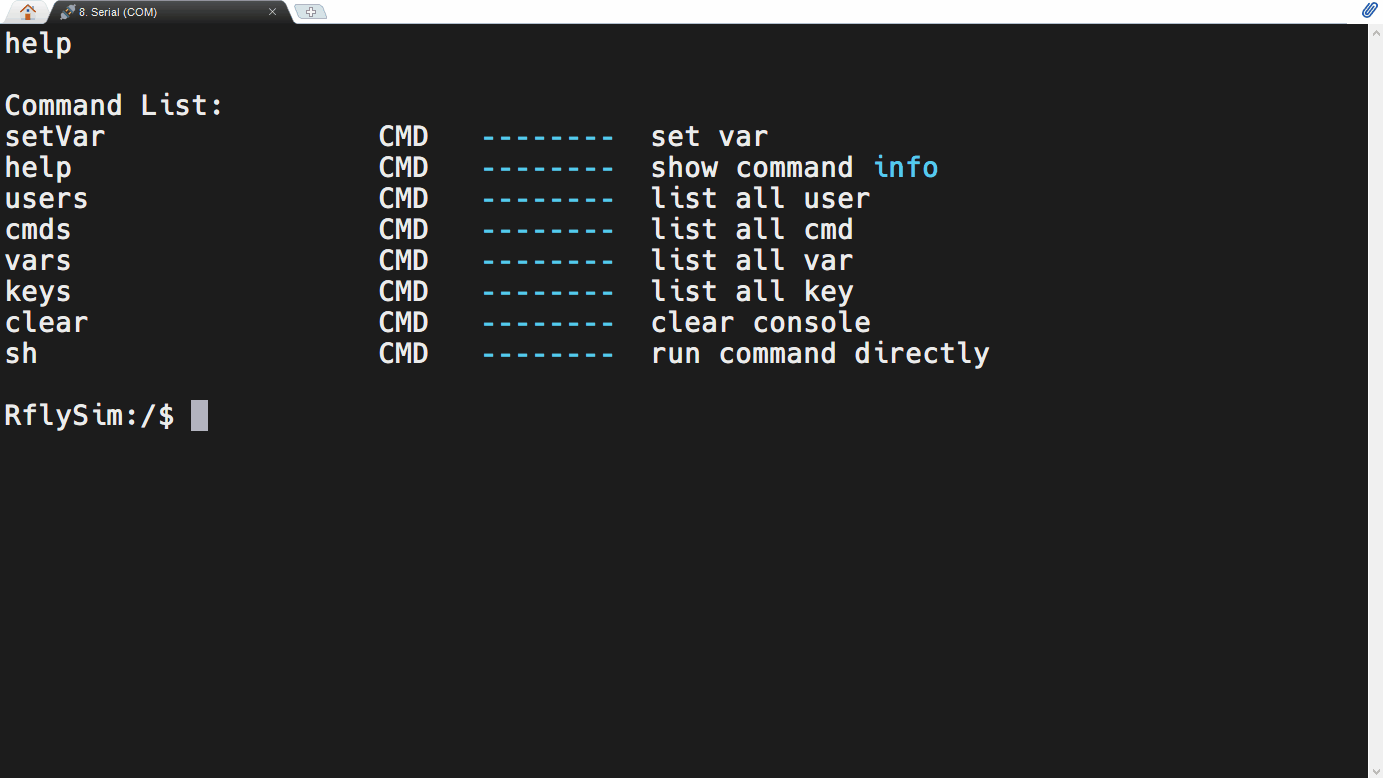 8. Serial (COM)
help
Command List:
setVar CMD -------- set var
help CMD -------- show command info
users CMD -------- list all user
cmds CMD -------- list all cmd
vars CMD -------- list all var
keys CMD -------- list all key
clear CMD -------- clear console
sh CMD -------- run command directly
RflySim:/$